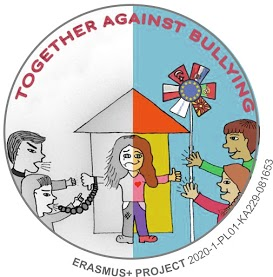 TOGETHER AGAINST BULLYING
ERASMUS+ PROJECT 2020-1-PL01-KA229-081653